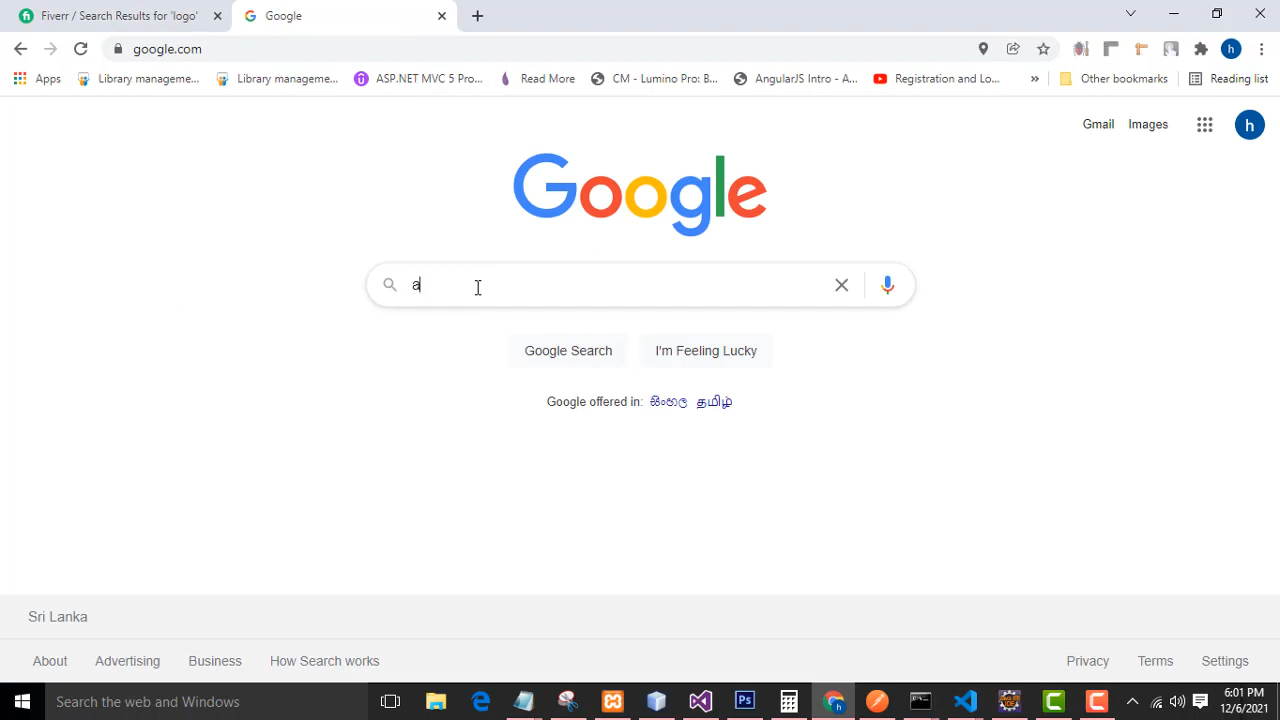 Fiverr / Search Results for 'logo'
Google
google.com
h
Apps
Library manageme...
Library manageme...
ASP.NET MVC 5 Pro...
Read More
CM - Lumino Pro: B...
AngularJS Intro - A...
Registration and Lo...
»
Other bookmarks
Reading list
Gmail
Images
h
Google
a
Google Search
I'm Feeling Lucky
Google offered in: සිංහල தமிழ்
Sri Lanka
About
Advertising
Business
How Search works
Privacy
Terms
Settings
Search the web and Windows
Ps
6:01 PM
12/6/2021